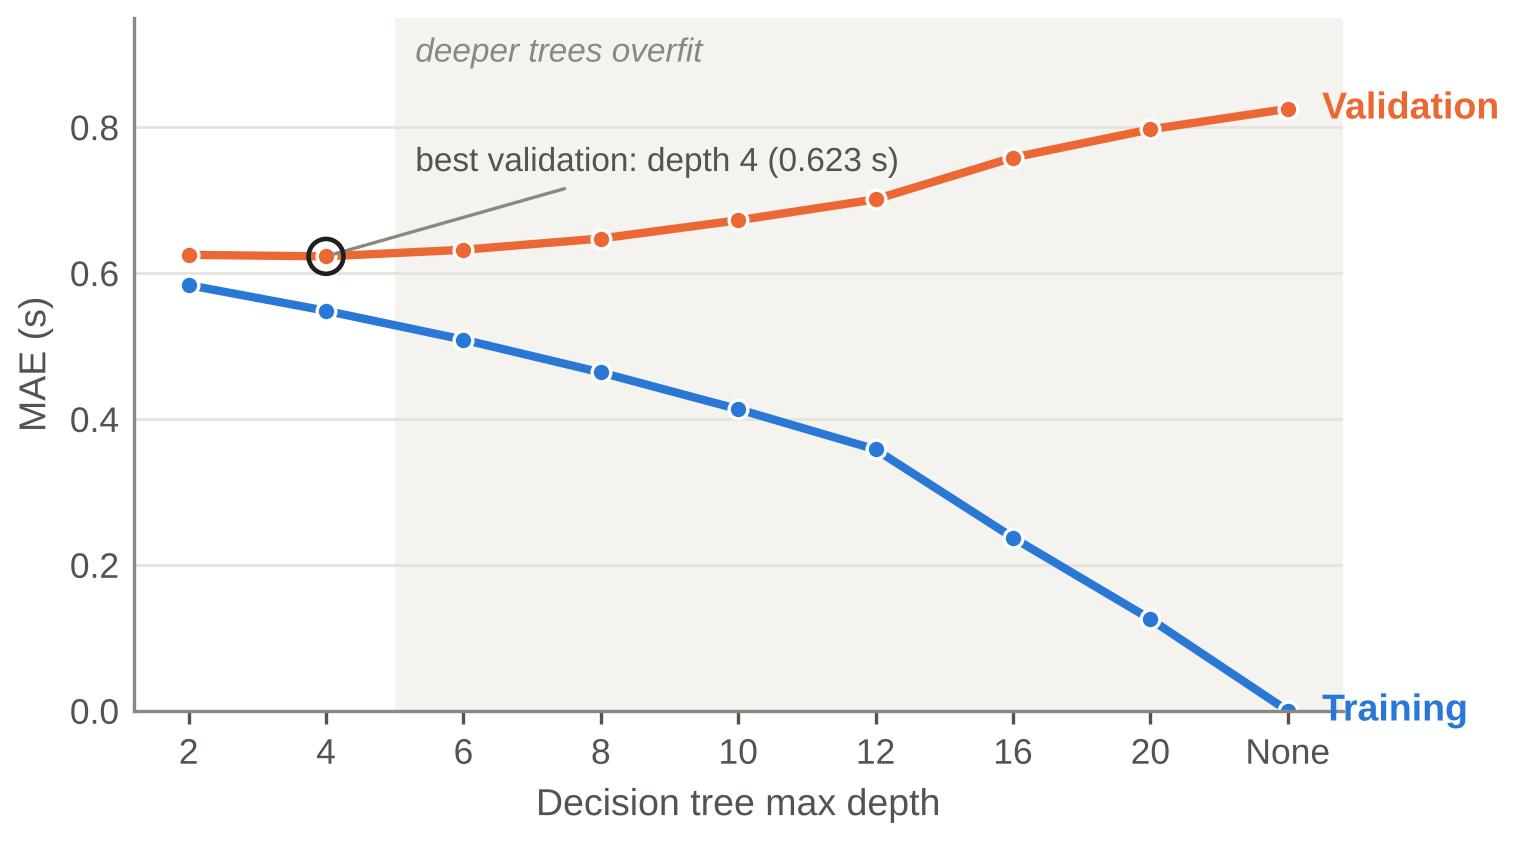 deeper trees overfit
Validation
0.8
best validation: depth 4 (0.623 s)
0.6
MAE (s)
0.4
0.2
0.0
Training
2 4 6 8 10 12 16 20 None
Decision tree max depth